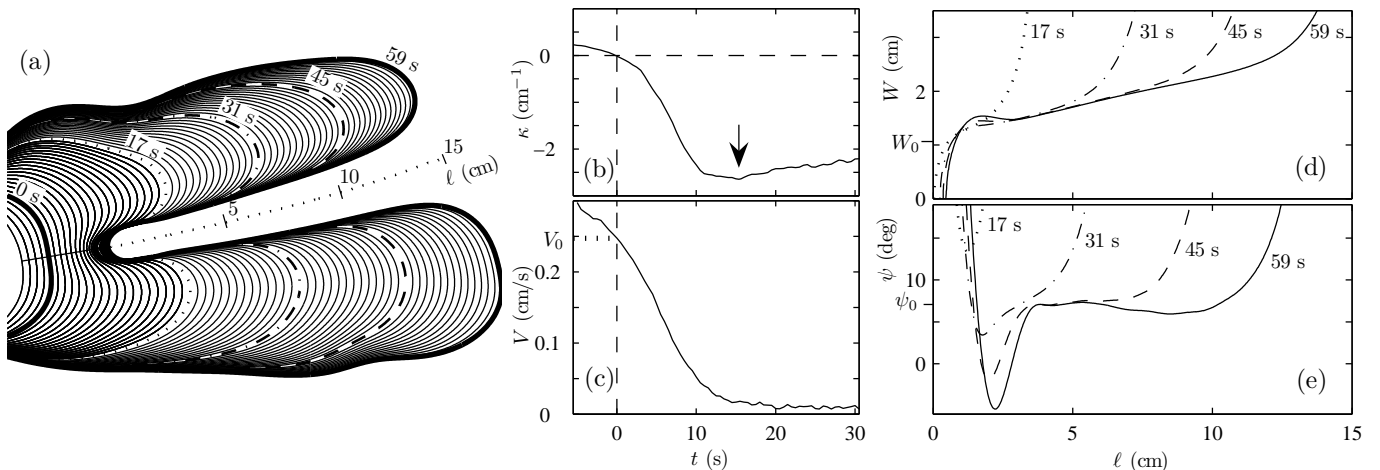 (a)
0 s
17 s
31 s
45 s
59 s
5
10
15
ℓ (cm)
0
−2
κ (cm⁻¹)
(b)
V₀
0.2
0.1
0
V (cm/s)
(c)
0 10 20 30
t (s)
17 s 31 s 45 s 59 s
2
W₀
0
W (cm)
(d)
17 s
31 s
45 s
59 s
10
ψ₀
0
ψ (deg)
(e)
0 5 10 15
ℓ (cm)